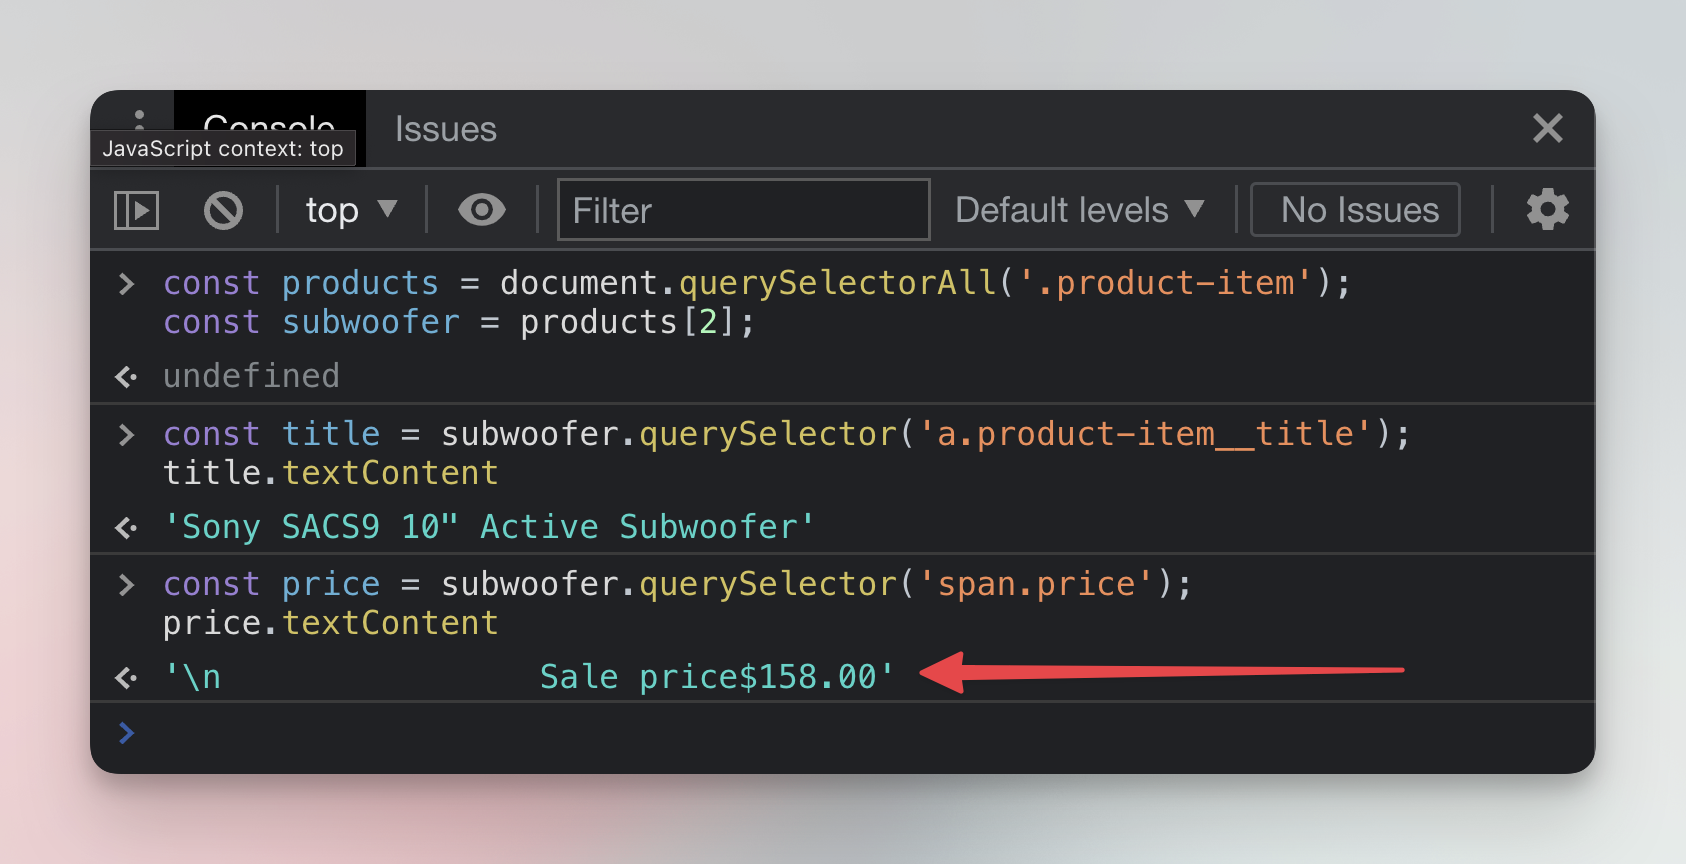 Console
Issues
JavaScript context: top
top
Filter
Default levels
No Issues
const products = document.querySelectorAll('.product-item');
const subwoofer = products[2];
undefined
const title = subwoofer.querySelector('a.product-item__title');
title.textContent
'Sony SACS9 10" Active Subwoofer'
const price = subwoofer.querySelector('span.price');
price.textContent
'\n                Sale price$158.00'